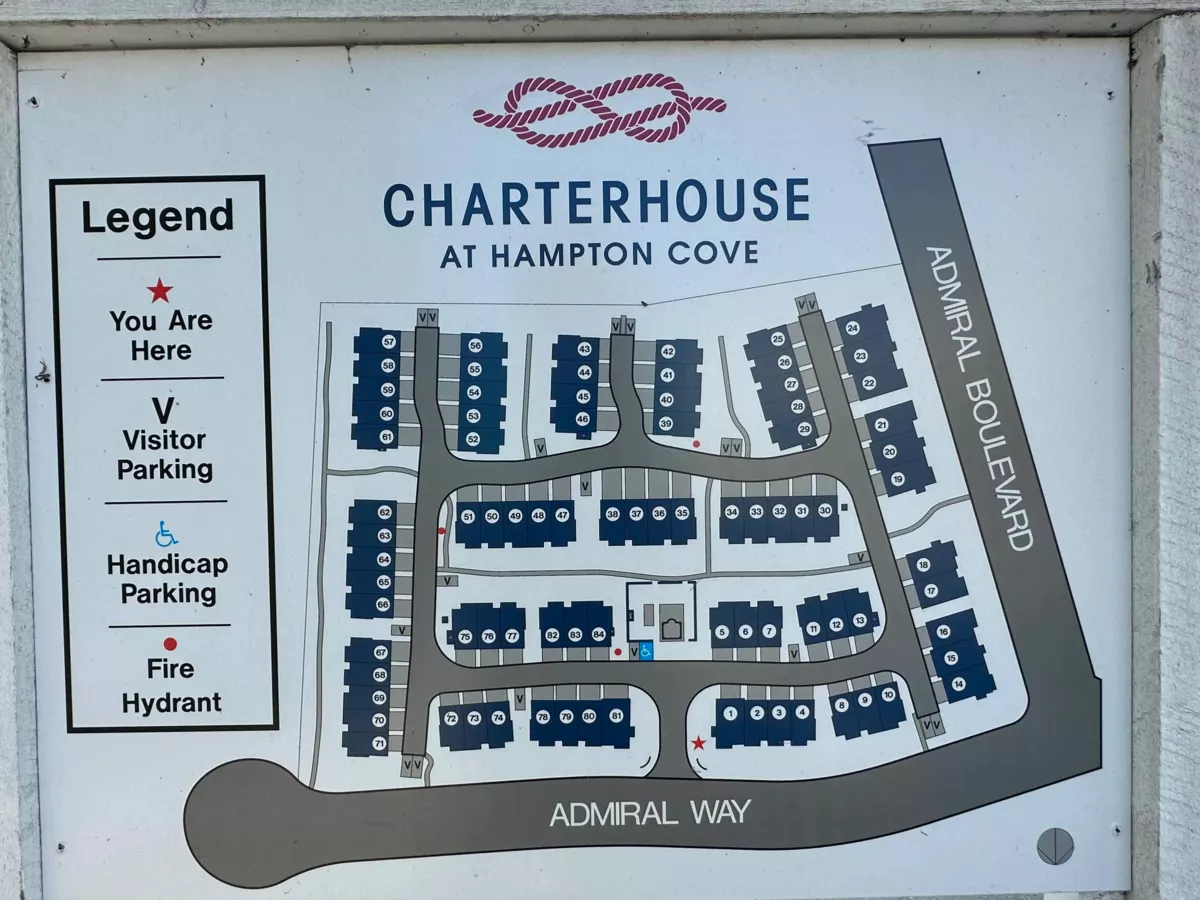 CHARTERHOUSE
AT HAMPTON COVE
Legend
You Are
Here
V
Visitor
Parking
Handicap
Parking
Fire
Hydrant
ADMIRAL BOULEVARD
ADMIRAL WAY
V V
V V
V V
57 56 43 42 25 24
58 55 44 41 26 23
59 54 45 40 27 22
60 53 46 39 28 21
61 52 29 20
V
V V
19
V
62 51 50 49 48 47 38 37 36 35 34 33 32 31 30
63
64
65
66
V
V
18
17
75 76 77 82 83 84 5 6 7 11 12 13 16
V
67
V
V
15
68
14
69
V
70 72 73 74 78 79 80 81 1 2 3 4 8 9 10
71
V V
V V